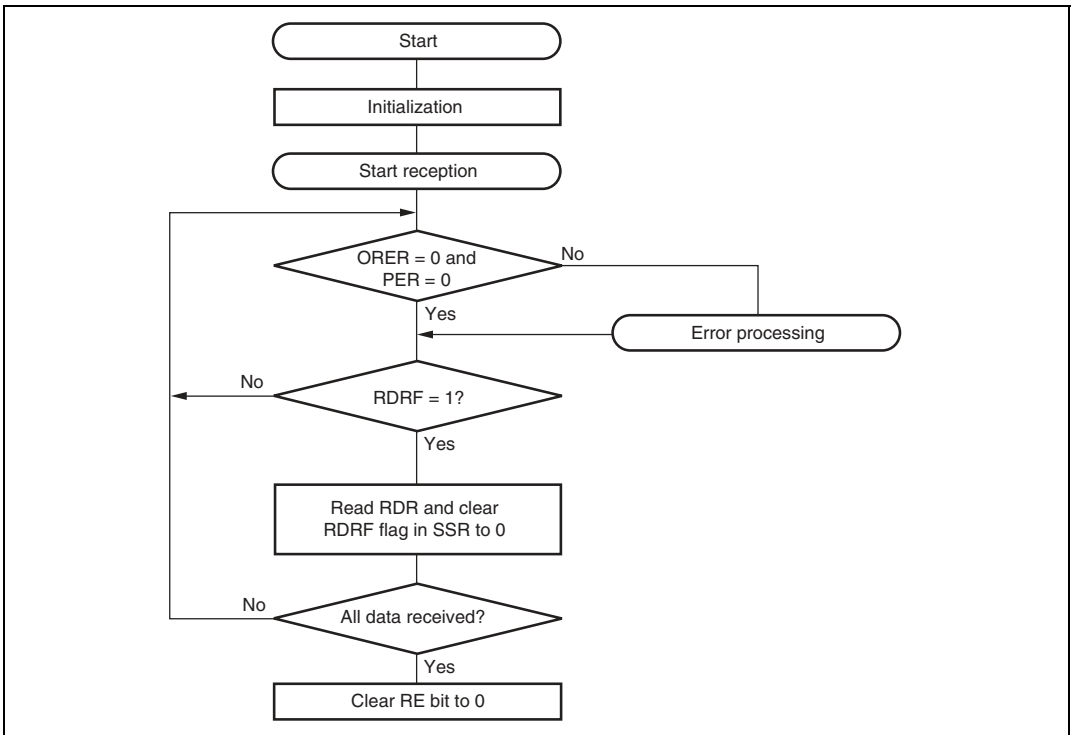 Start
Initialization
Start reception
ORER = 0 and
PER = 0
No
Yes
Error processing
No
RDRF = 1?
Yes
Read RDR and clear
RDRF flag in SSR to 0
No
All data received?
Yes
Clear RE bit to 0